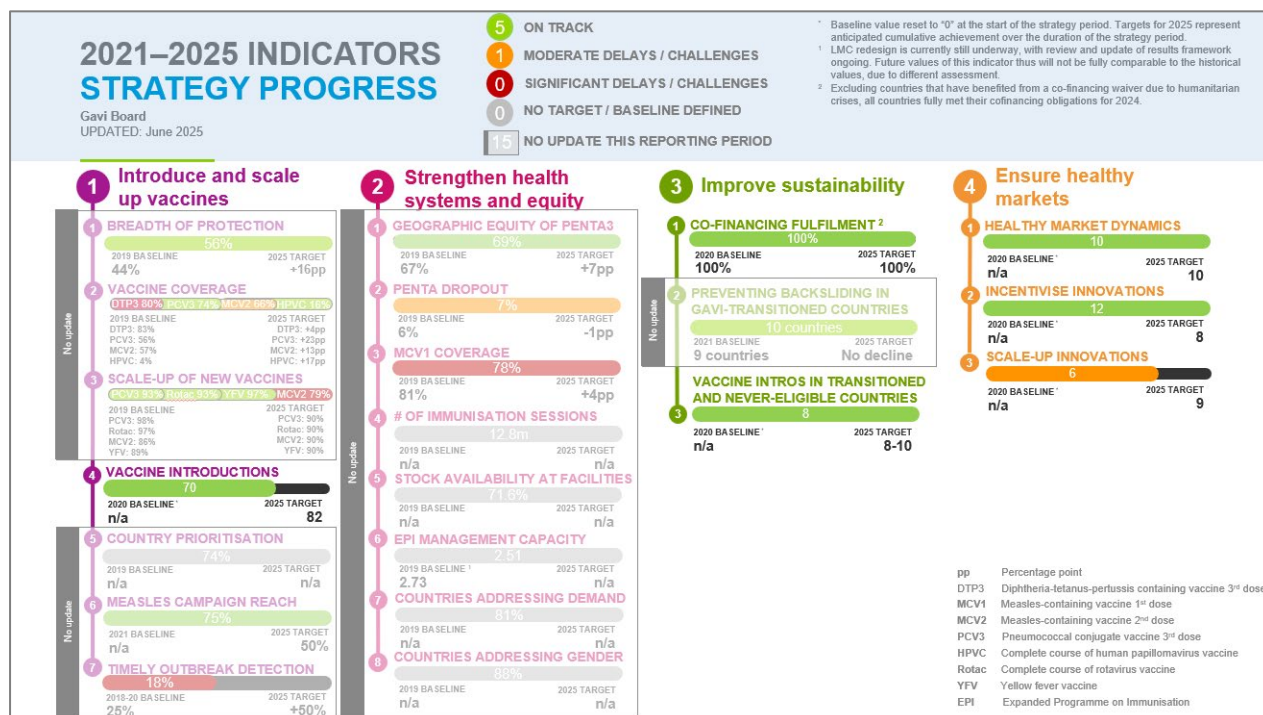 2021–2025 INDICATORS
STRATEGY PROGRESS
Gavi Board
UPDATED: June 2025
5 ON TRACK
1 MODERATE DELAYS / CHALLENGES
0 SIGNIFICANT DELAYS / CHALLENGES
0 NO TARGET / BASELINE DEFINED
15 NO UPDATE THIS REPORTING PERIOD
* Baseline value reset to "0" at the start of the strategy period. Targets for 2025 represent
anticipated cumulative achievement over the duration of the strategy period.
1 LMC redesign is currently still underway, with review and update of results framework
ongoing. Future values of this indicator thus will not be fully comparable to the historical
values, due to different assessment.
2 Excluding countries that have benefited from a co-financing waiver due to humanitarian
crises, all countries fully met their cofinancing obligations for 2024.
1 Introduce and scale
up vaccines
No update
1 BREADTH OF PROTECTION
56%
2019 BASELINE 2025 TARGET
44% +16pp
2 VACCINE COVERAGE
DTP3 80% PCV3 74% MCV2 66% HPVC 16%
2019 BASELINE 2025 TARGET
DTP3: 83% DTP3: +4pp
PCV3: 56% PCV3: +23pp
MCV2: 57% MCV2: +13pp
HPVC: 4% HPVC: +17pp
3 SCALE-UP OF NEW VACCINES
PCV3 93% Rotac 93% YFV 97% MCV2 79%
2019 BASELINE 2025 TARGET
PCV3: 98% PCV3: 90%
Rotac: 97% Rotac: 90%
MCV2: 86% MCV2: 90%
YFV: 89% YFV: 90%
4 VACCINE INTRODUCTIONS
70
2020 BASELINE * 2025 TARGET
n/a 82
No update
5 COUNTRY PRIORITISATION
74%
2019 BASELINE 2025 TARGET
n/a n/a
6 MEASLES CAMPAIGN REACH
75%
2021 BASELINE 2025 TARGET
n/a 50%
7 TIMELY OUTBREAK DETECTION
18%
2018-20 BASELINE 2025 TARGET
25% +50%
2 Strengthen health
systems and equity
No update
1 GEOGRAPHIC EQUITY OF PENTA3
69%
2019 BASELINE 2025 TARGET
67% +7pp
2 PENTA DROPOUT
7%
2019 BASELINE 2025 TARGET
6% -1pp
3 MCV1 COVERAGE
78%
2019 BASELINE 2025 TARGET
81% +4pp
4 # OF IMMUNISATION SESSIONS
12.8m
2019 BASELINE 2025 TARGET
n/a n/a
5 STOCK AVAILABILITY AT FACILITIES
71.6%
2019 BASELINE 2025 TARGET
n/a n/a
6 EPI MANAGEMENT CAPACITY
2.51
2019 BASELINE 1 2025 TARGET
2.73 n/a
7 COUNTRIES ADDRESSING DEMAND
81%
2019 BASELINE 2025 TARGET
n/a n/a
8 COUNTRIES ADDRESSING GENDER
88%
2019 BASELINE 2025 TARGET
n/a n/a
3 Improve sustainability
1 CO-FINANCING FULFILMENT 2
100%
2020 BASELINE 2025 TARGET
100% 100%
No update
2 PREVENTING BACKSLIDING IN
GAVI-TRANSITIONED COUNTRIES
10 countries
2021 BASELINE 2025 TARGET
9 countries No decline
VACCINE INTROS IN TRANSITIONED
AND NEVER-ELIGIBLE COUNTRIES
3 8
2020 BASELINE * 2025 TARGET
n/a 8-10
4 Ensure healthy
markets
1 HEALTHY MARKET DYNAMICS
10
2020 BASELINE * 2025 TARGET
n/a 10
2 INCENTIVISE INNOVATIONS
12
2020 BASELINE * 2025 TARGET
n/a 8
3 SCALE-UP INNOVATIONS
6
2020 BASELINE * 2025 TARGET
n/a 9
pp Percentage point
DTP3 Diphtheria-tetanus-pertussis containing vaccine 3rd dose
MCV1 Measles-containing vaccine 1st dose
MCV2 Measles-containing vaccine 2nd dose
PCV3 Pneumococcal conjugate vaccine 3rd dose
HPVC Complete course of human papillomavirus vaccine
Rotac Complete course of rotavirus vaccine
YFV Yellow fever vaccine
EPI Expanded Programme on Immunisation